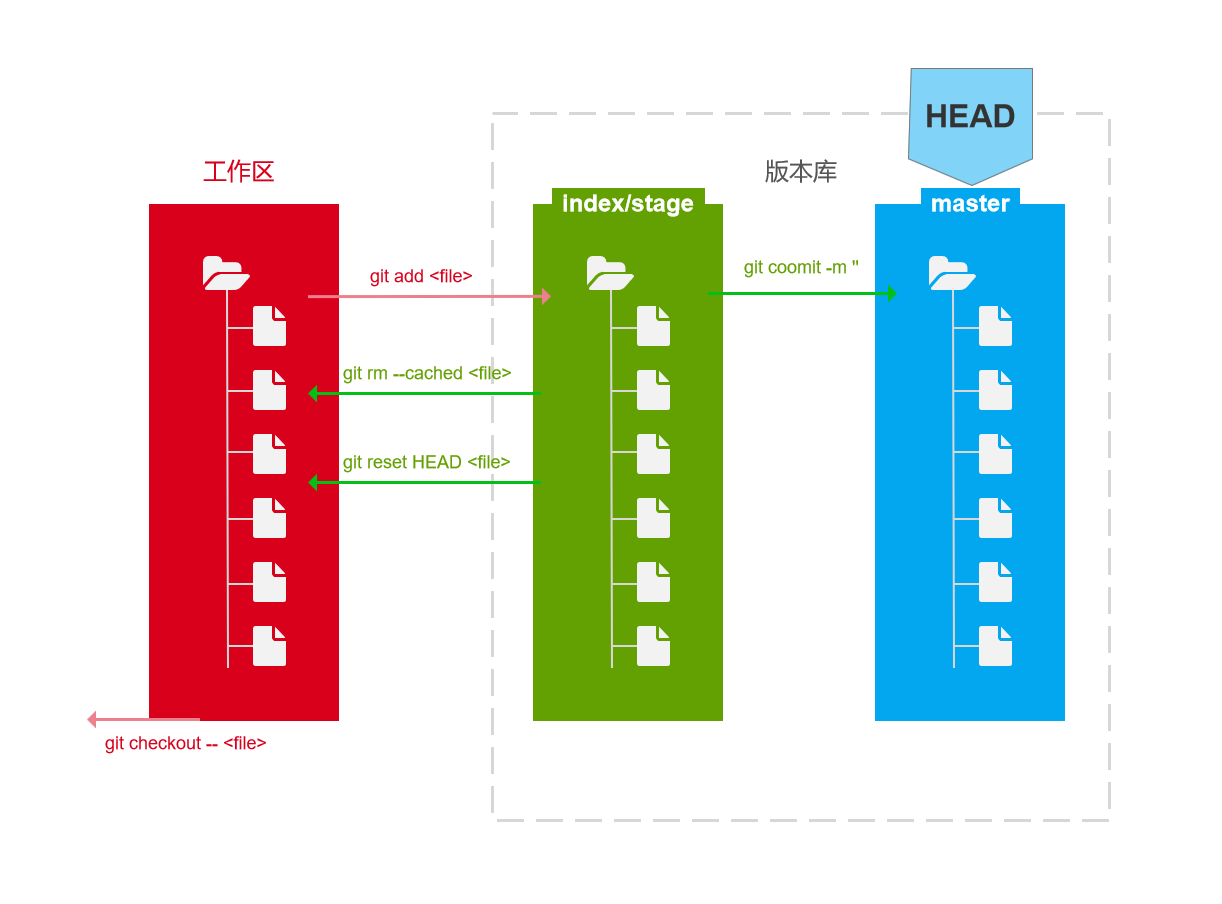 HEAD
工作区
版本库
index/stage
master
git add <file>
git coomit -m ''
git rm --cached <file>
git reset HEAD <file>
git checkout -- <file>